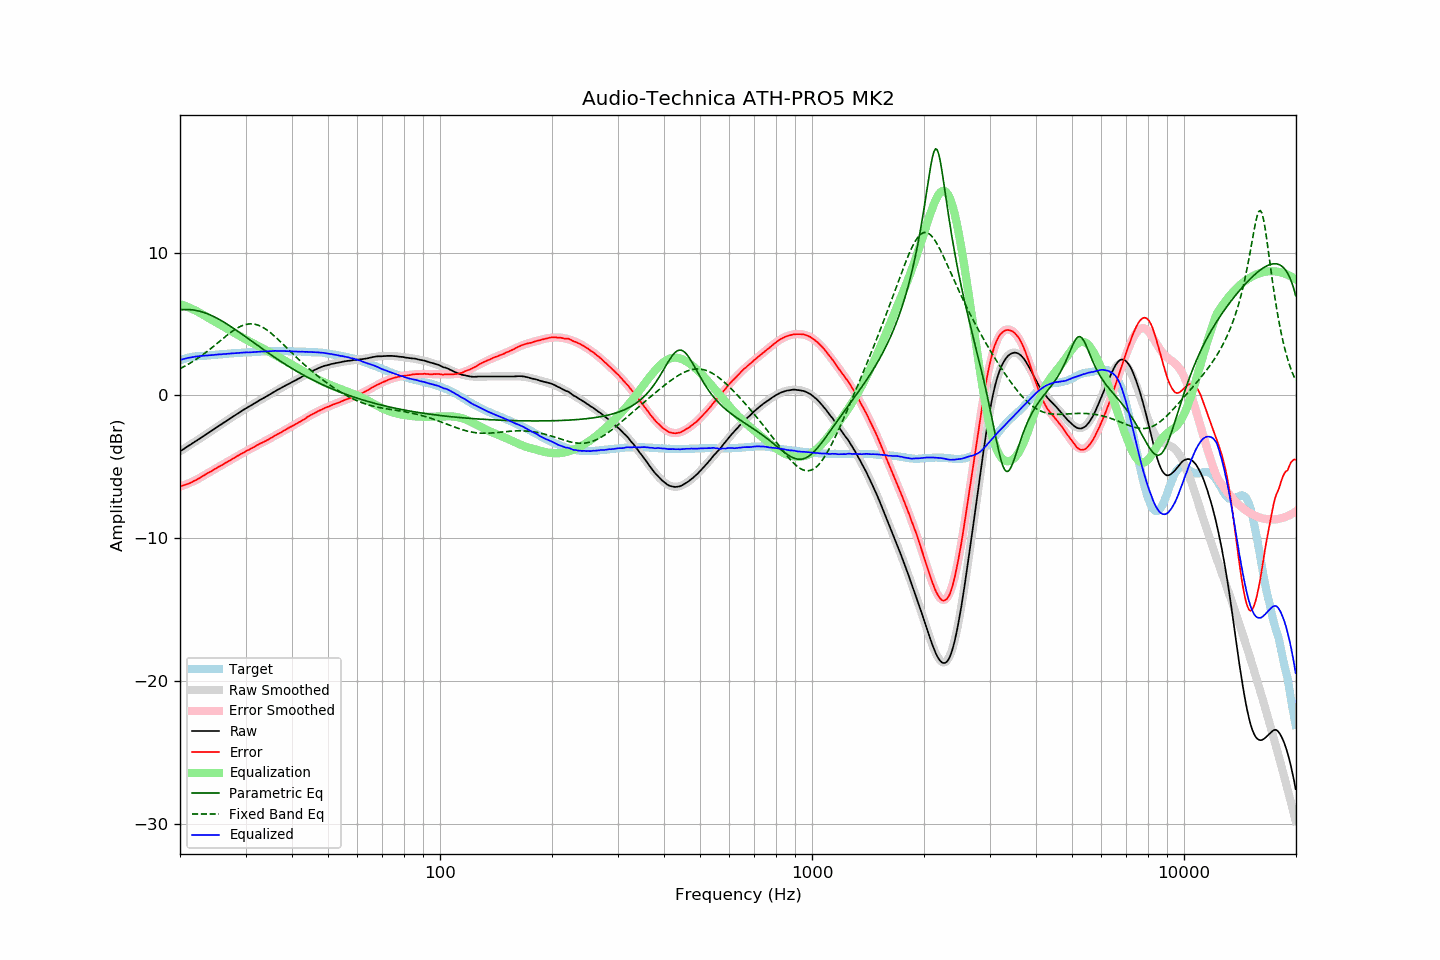 Audio-Technica ATH-PRO5 MK2
Amplitude (dBr)
10
0
−10
−20
−30
Target
Raw Smoothed
Error Smoothed
Raw
Error
Equalization
Parametric Eq
Fixed Band Eq
Equalized
100
1000
10000
Frequency (Hz)